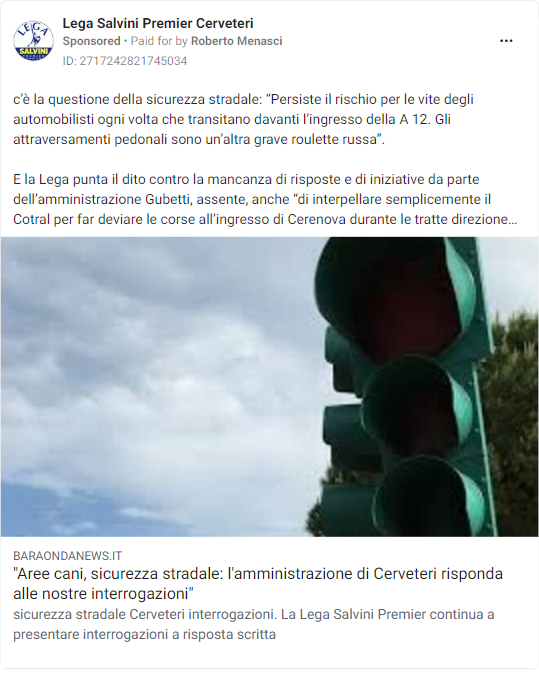 Lega Salvini Premier Cerveteri
Sponsored • Paid for by Roberto Menasci
ID: 2717242821745034
c'è la questione della sicurezza stradale: “Persiste il rischio per le vite degli
automobilisti ogni volta che transitano davanti l'ingresso della A 12. Gli
attraversamenti pedonali sono un'altra grave roulette russa”.
E la Lega punta il dito contro la mancanza di risposte e di iniziative da parte
dell'amministrazione Gubetti, assente, anche “di interpellare semplicemente il
Cotral per far deviare le corse all'ingresso di Cerenova durante le tratte direzione...
LEGA
SALVINI
BARAONDANEWS.IT
"Aree cani, sicurezza stradale: l'amministrazione di Cerveteri risponda
alle nostre interrogazioni"
sicurezza stradale Cerveteri interrogazioni. La Lega Salvini Premier continua a
presentare interrogazioni a risposta scritta